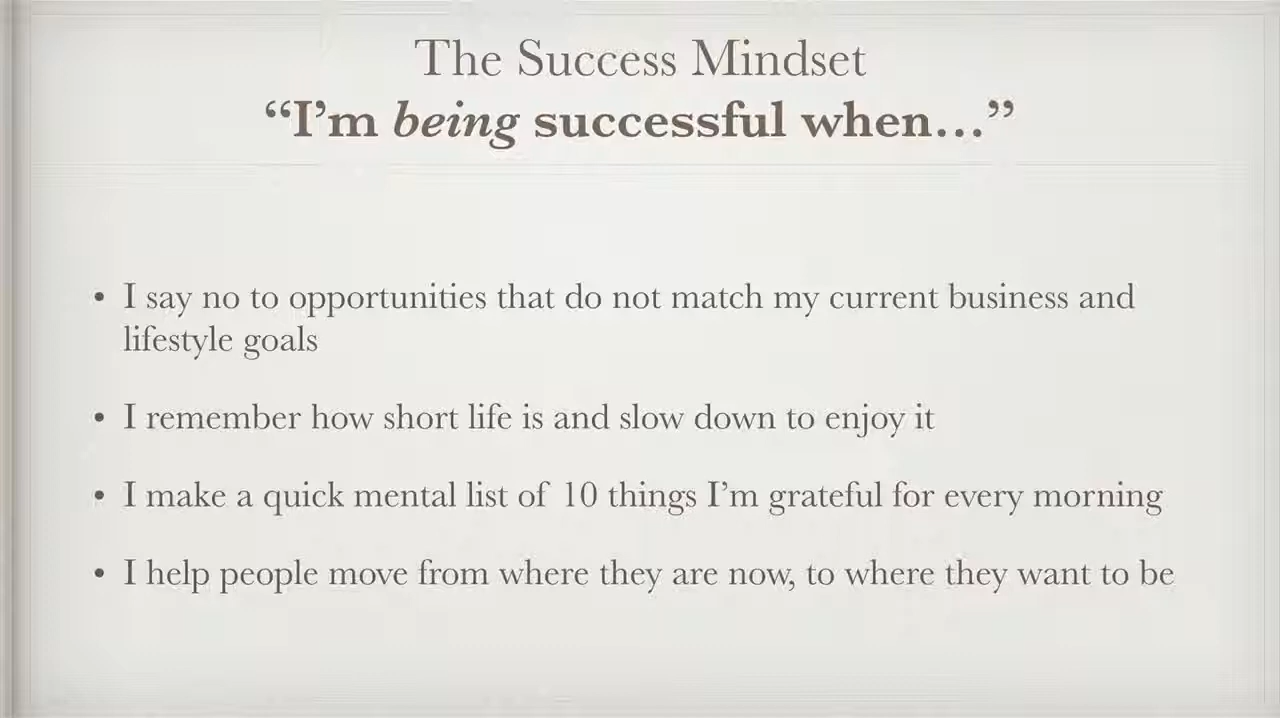 The Success Mindset
“I’m being successful when…”
• I say no to opportunities that do not match my current business and
lifestyle goals
• I remember how short life is and slow down to enjoy it
• I make a quick mental list of 10 things I’m grateful for every morning
• I help people move from where they are now, to where they want to be